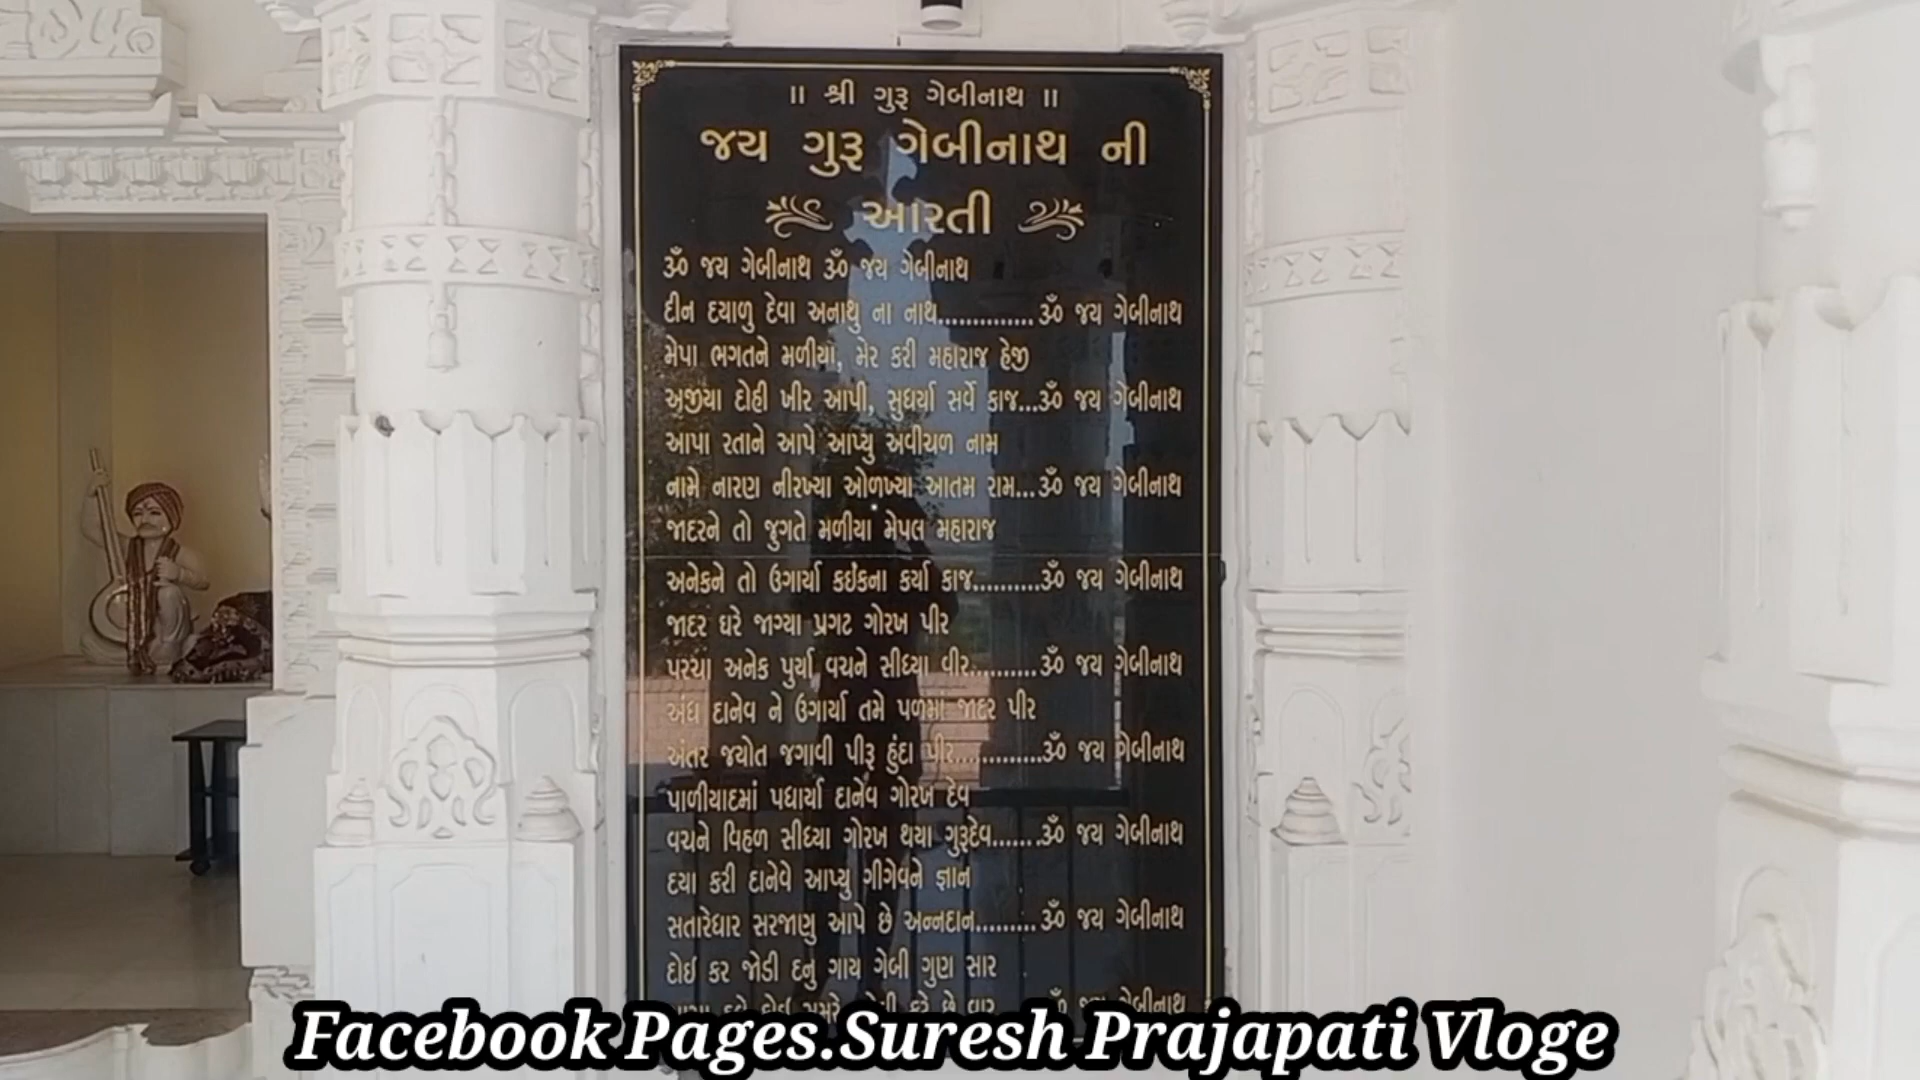 ॥ શ્રી ગુરૂ ગેબીનાથ ॥
જય ગુરૂ ગેબીનાથ ની
આરતી
ૐ જય ગેબીનાથ ૐ જય ગેબીનાથ
દીન દયાળુ દેવા અનાથુ ના નાથ..............ૐ જય ગેબીનાથ
મેપા ભગતને મળીયા, મેર કરી મહારાજ હેજી
અજીયા દોહી ખીર આપી, સુધર્યા સર્વે કાજ...ૐ જય ગેબીનાથ
આપા રતાને આપે આપ્યુ અવીચળ નામ
નામે નારણ નીરખ્યા ઓળખ્યા આતમ રામ...ૐ જય ગેબીનાથ
જાદરને તો જુગતે મળીયા મેપલ મહારાજ
અનેકને તો ઉગાર્યા કઇકના કર્યા કાજ..........ૐ જય ગેબીનાથ
જાદર ઘરે જાગ્યા પ્રગટ ગોરખ પીર
પરચા અનેક પુર્યા વચને સીધ્યા વીર..........ૐ જય ગેબીનાથ
અંધ દાનેવ ને ઉગાર્યા તમે પળમાં જાદર પીર
અંતર જ્યોત જગાવી પીરૂ હુંદા પીર.............ૐ જય ગેબીનાથ
પાળીયાદમાં પધાર્યા દાનેવ ગોરખ દેવ
વચને વિહળ સીધ્યા ગોરખ થયા ગુરૂદેવ.......ૐ જય ગેબીનાથ
દયા કરી દાનેવે આપ્યુ ગીગેવને જ્ઞાન
સતારેધાર સરજાણુ આપે છે અન્નદાન.........ૐ જય ગેબીનાથ
દોઈ કર જોડી દનુ ગાય ગેબી ગુણ સાર
કરે છે વાર ૐ જય ગેબીનાથ
Facebook Pages.Suresh Prajapati Vloge